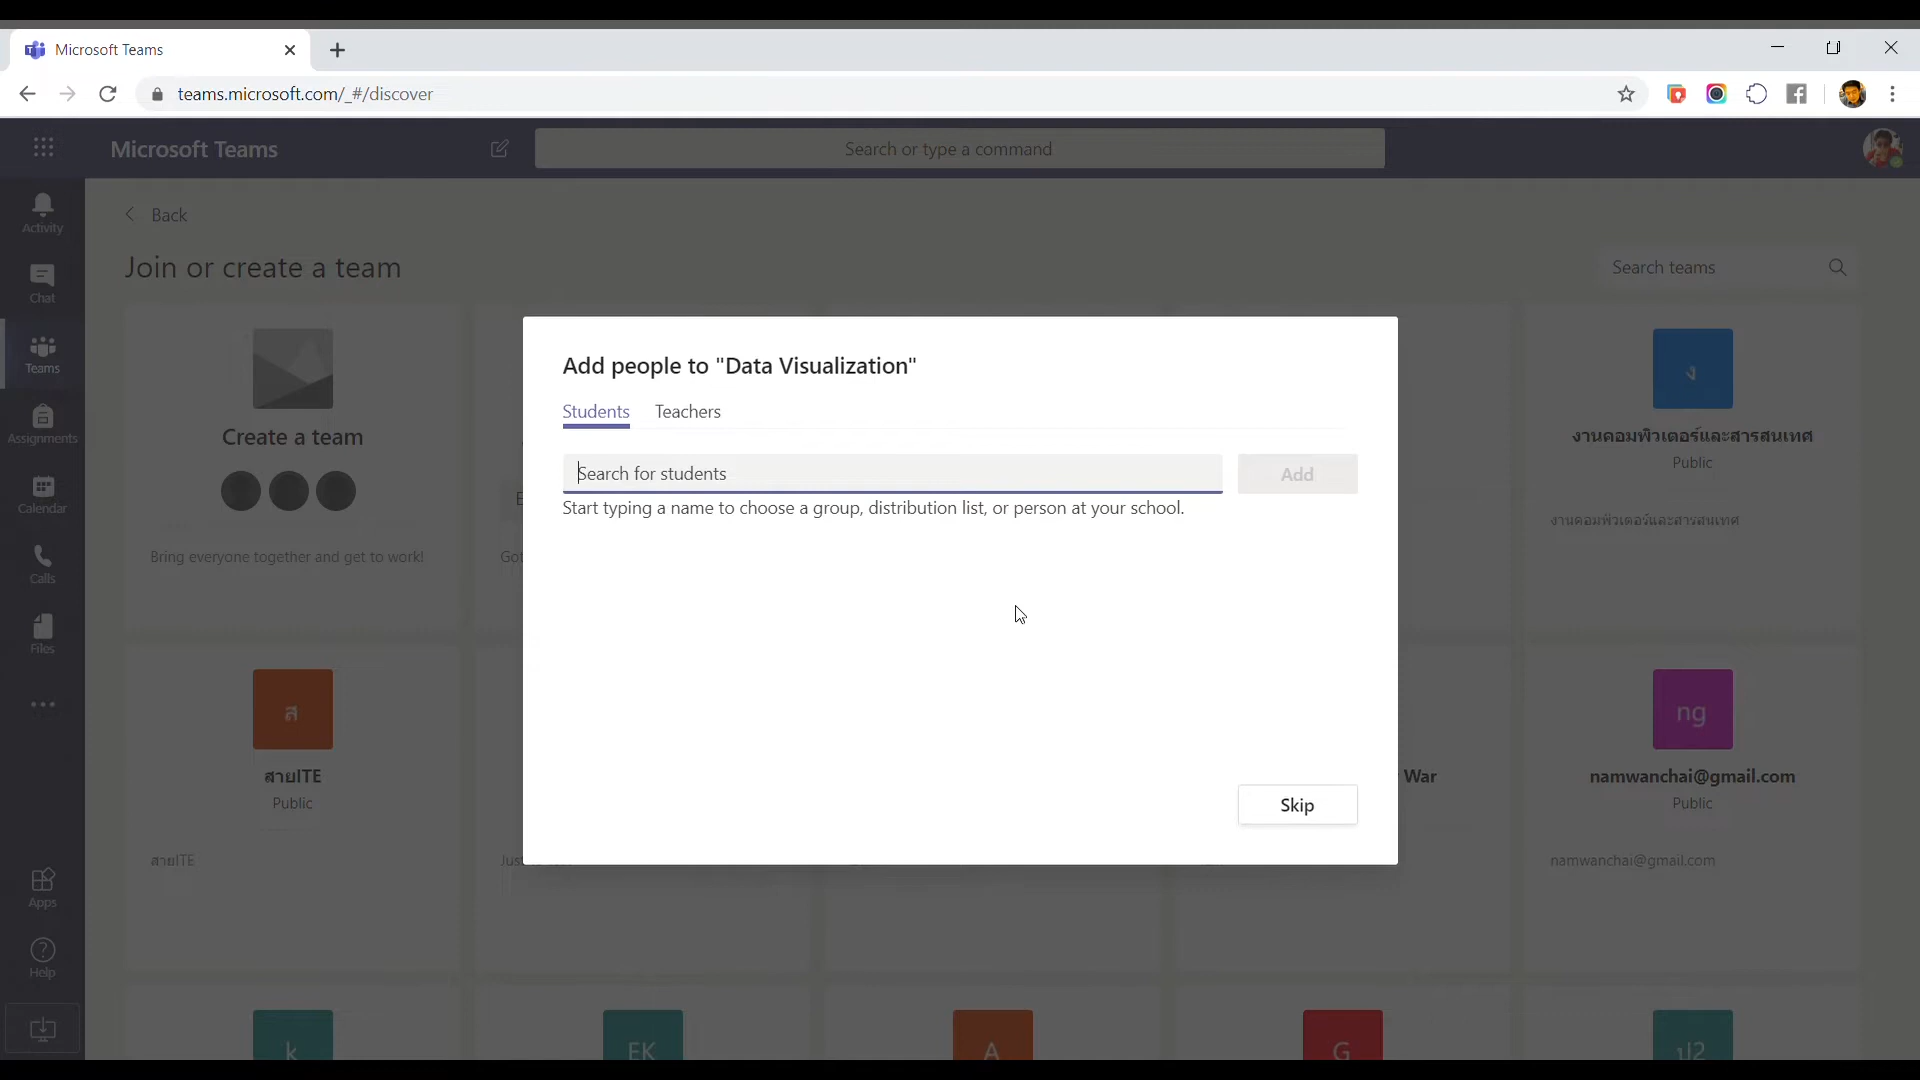 Microsoft Teams
teams.microsoft.com/_#/discover
Microsoft Teams
Search or type a command
Activity
Chat
Teams
Assignments
Calendar
Calls
Files
Apps
Help
Back
Join or create a team
Search teams
Create a team
Bring everyone together and get to work!
E
Got
ง
งานคอมพิวเตอร์และสารสนเทศ
Public
งานคอมพิวเตอร์และสารสนเทศ
Add people to "Data Visualization"
Students
Teachers
Search for students
Add
Start typing a name to choose a group, distribution list, or person at your school.
Skip
ส
สายITE
Public
สายITE
War
ng
namwanchai@gmail.com
Public
namwanchai@gmail.com
k
EK
A
G
ป2